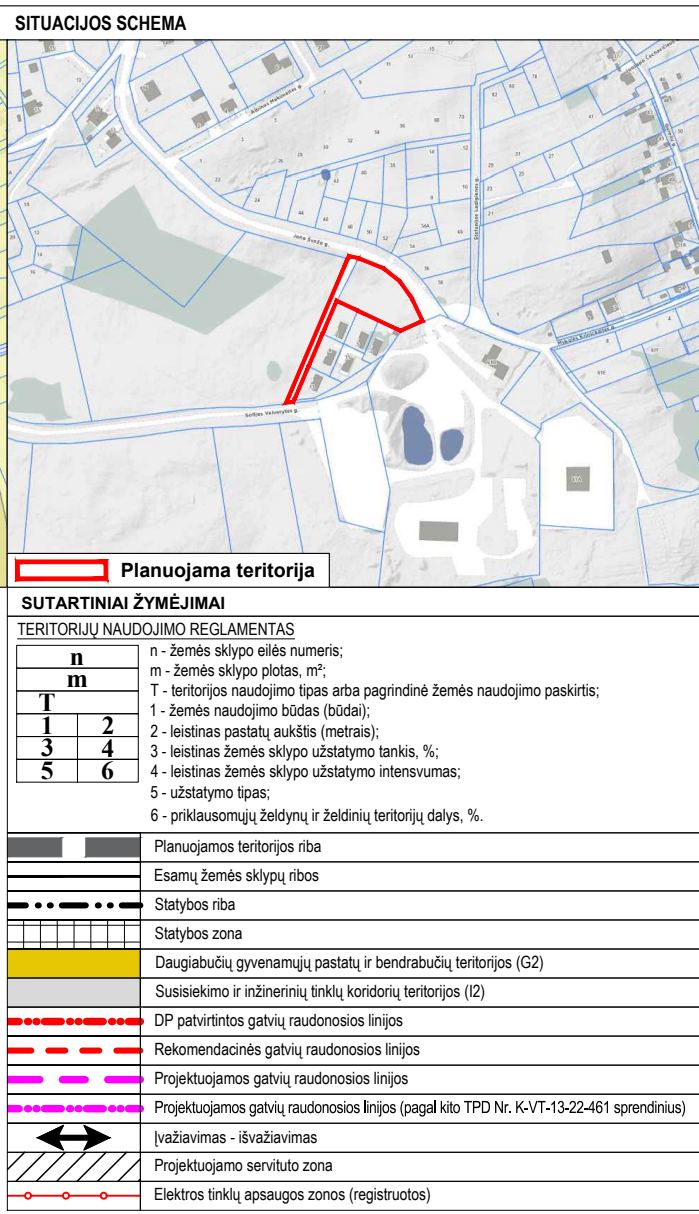 SITUACIJOS SCHEMA
Jono Švedo g.
Sofijos Veiverytės g.
Planuojama teritorija
SUTARTINIAI ŽYMĖJIMAI
TERITORIJŲ NAUDOJIMO REGLAMENTAS
n
m
T
1 2
3 4
5 6
n - žemės sklypo eilės numeris;
m - žemės sklypo plotas, m²;
T - teritorijos naudojimo tipas arba pagrindinė žemės naudojimo paskirtis;
1 - žemės naudojimo būdas (būdai);
2 - leistinas pastatų aukštis (metrais);
3 - leistinas žemės sklypo užstatymo tankis, %;
4 - leistinas žemės sklypo užstatymo intensvumas;
5 - užstatymo tipas;
6 - priklausomųjų želdynų ir želdinių teritorijų dalys, %.
Planuojamos teritorijos riba
Esamų žemės sklypų ribos
Statybos riba
Statybos zona
Daugiabučių gyvenamųjų pastatų ir bendrabučių teritorijos (G2)
Susisiekimo ir inžinerinių tinklų koridorių teritorijos (I2)
DP patvirtintos gatvių raudonosios linijos
Rekomendacinės gatvių raudonosios linijos
Projektuojamos gatvių raudonosios linijos
Projektuojamos gatvių raudonosios linijos (pagal kito TPD Nr. K-VT-13-22-461 sprendinius)
Įvažiavimas - išvažiavimas
Projektuojamo servituto zona
Elektros tinklų apsaugos zonos (registruotos)